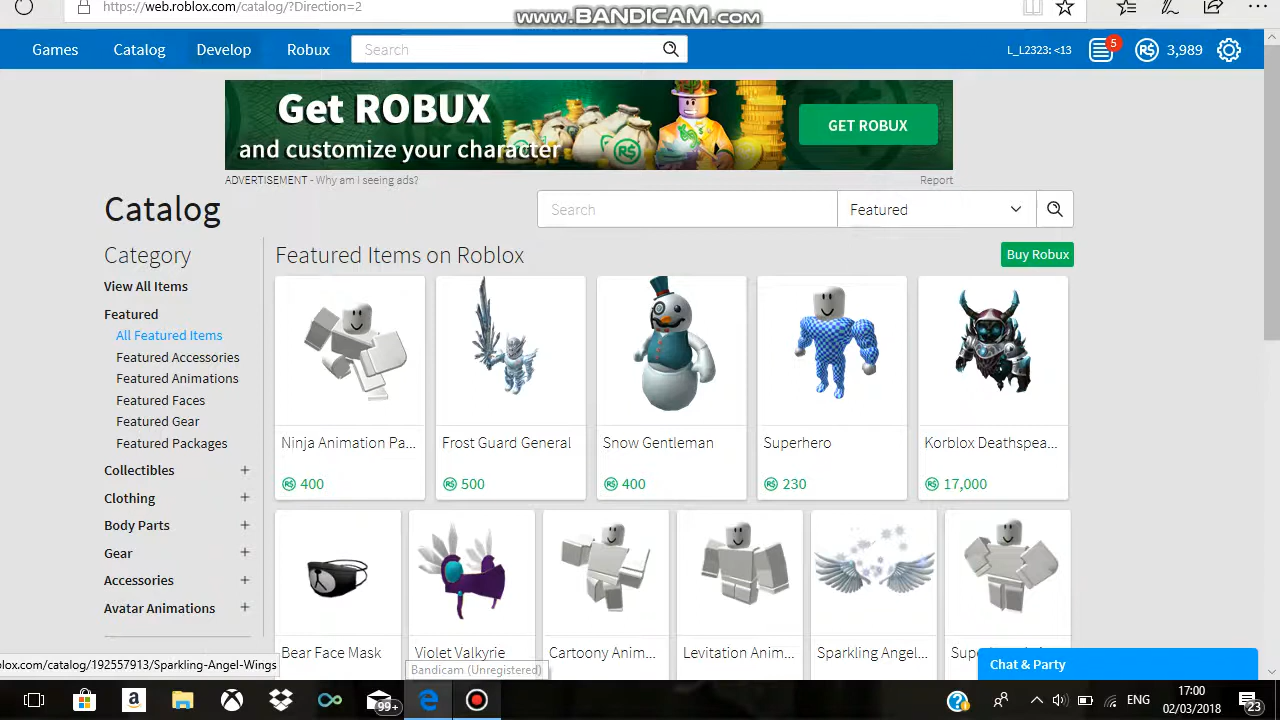 https://web.roblox.com/catalog/?Direction=2
www.BANDICAM.com
Games
Catalog
Develop
Robux
Search
L_L2323: <13
5
3,989
Get ROBUX
and customize your character
GET ROBUX
ADVERTISEMENT - Why am i seeing ads?
Report
Catalog
Search
Featured
Category
Featured Items on Roblox
Buy Robux
View All Items
Featured
All Featured Items
Featured Accessories
Featured Animations
Featured Faces
Featured Gear
Featured Packages
Collectibles +
Clothing +
Body Parts +
Gear +
Accessories +
Avatar Animations +
Ninja Animation Pa...
R$ 400
Frost Guard General
R$ 500
Snow Gentleman
R$ 400
Superhero
R$ 230
Korblox Deathspea...
R$ 17,000
Bear Face Mask
Violet Valkyrie
Cartoony Anim...
Levitation Anim...
Sparkling Angel...
blox.com/catalog/192557913/Sparkling-Angel-Wings
Bandicam (Unregistered)
Chat & Party
99+
ENG
17:00
02/03/2018
23